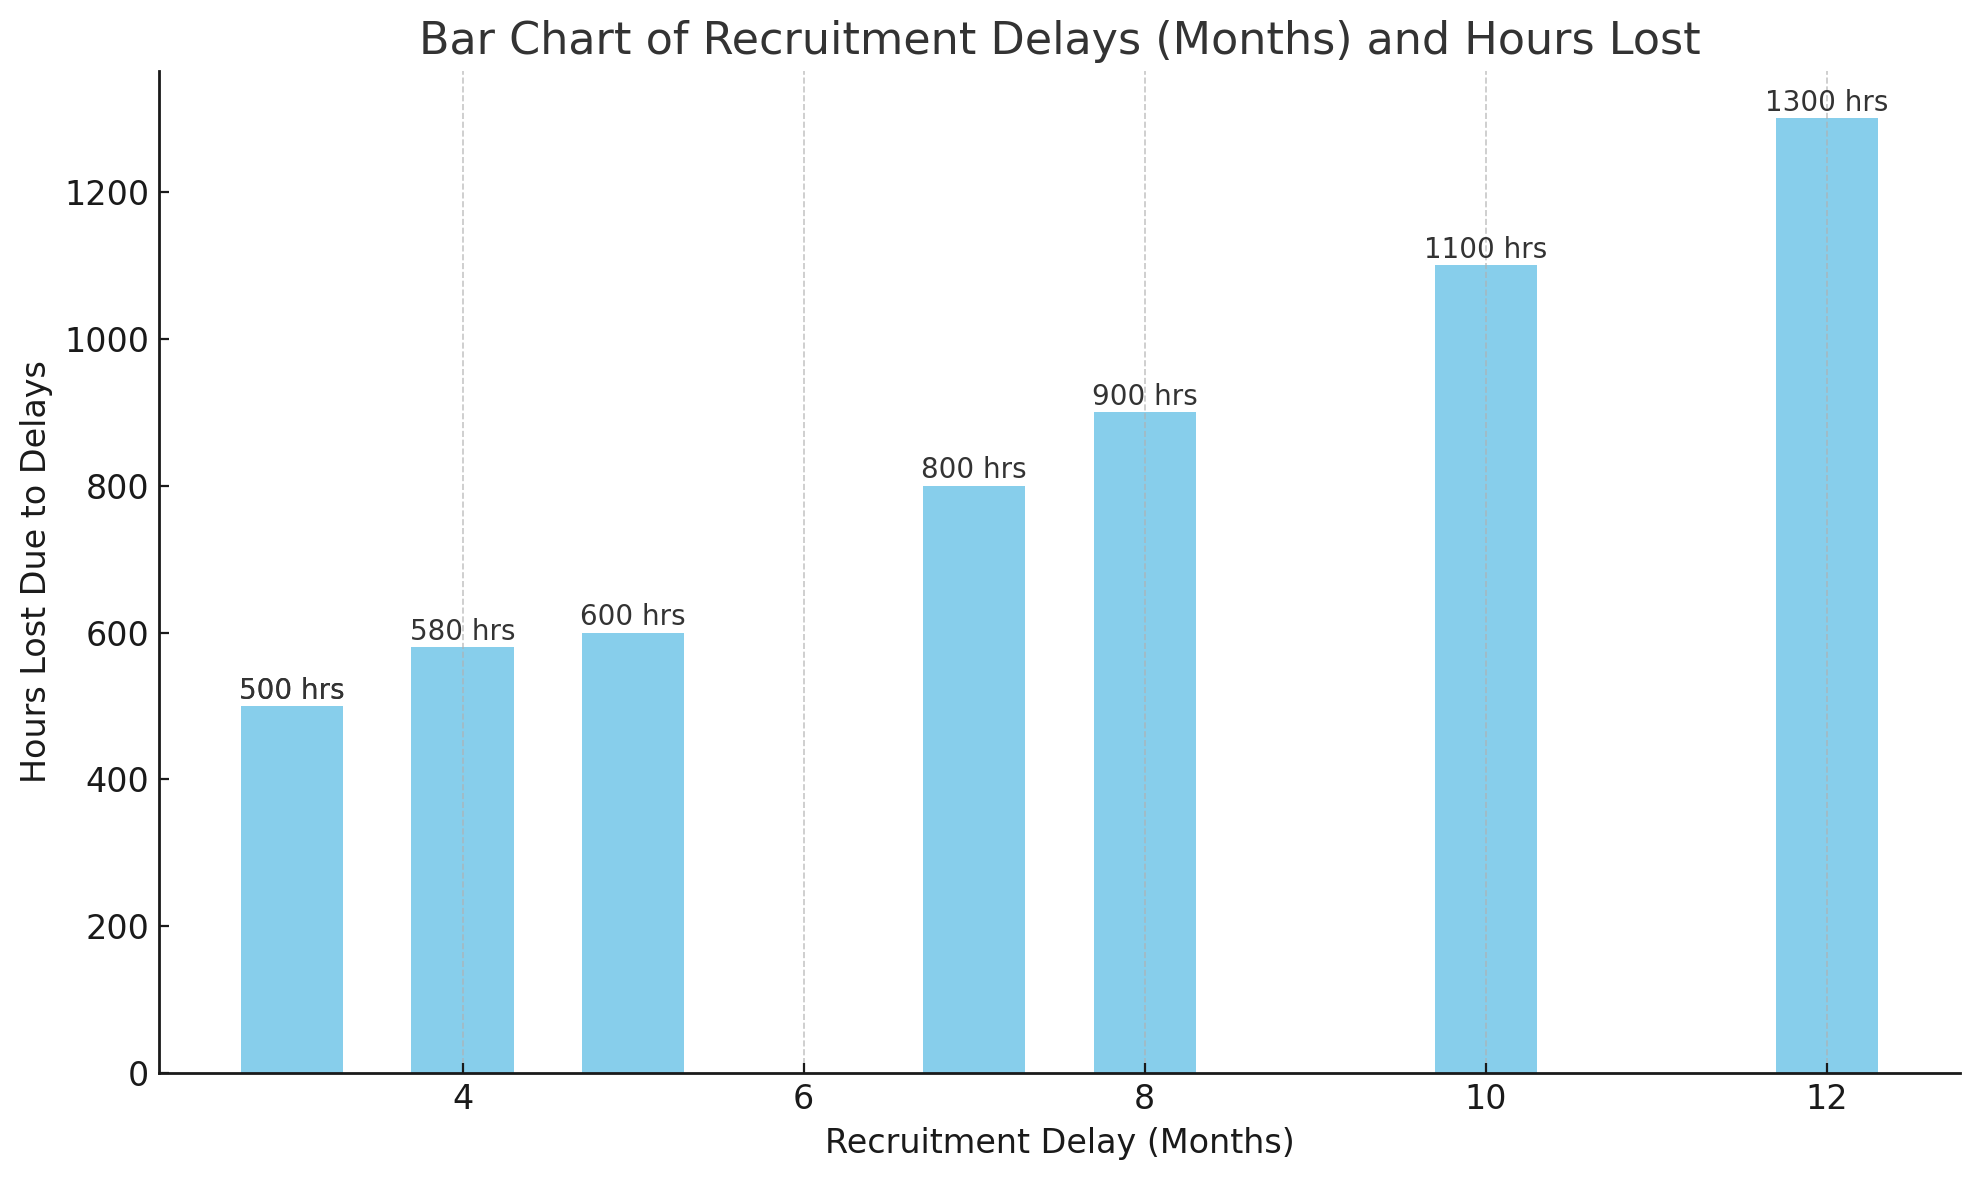 Bar Chart of Recruitment Delays (Months) and Hours Lost
1300 hrs
1200
1100 hrs
1000
900 hrs
800 hrs
800
600 hrs
580 hrs
600
500 hrs
400
200
0
4 6 8 10 12
Hours Lost Due to Delays
Recruitment Delay (Months)